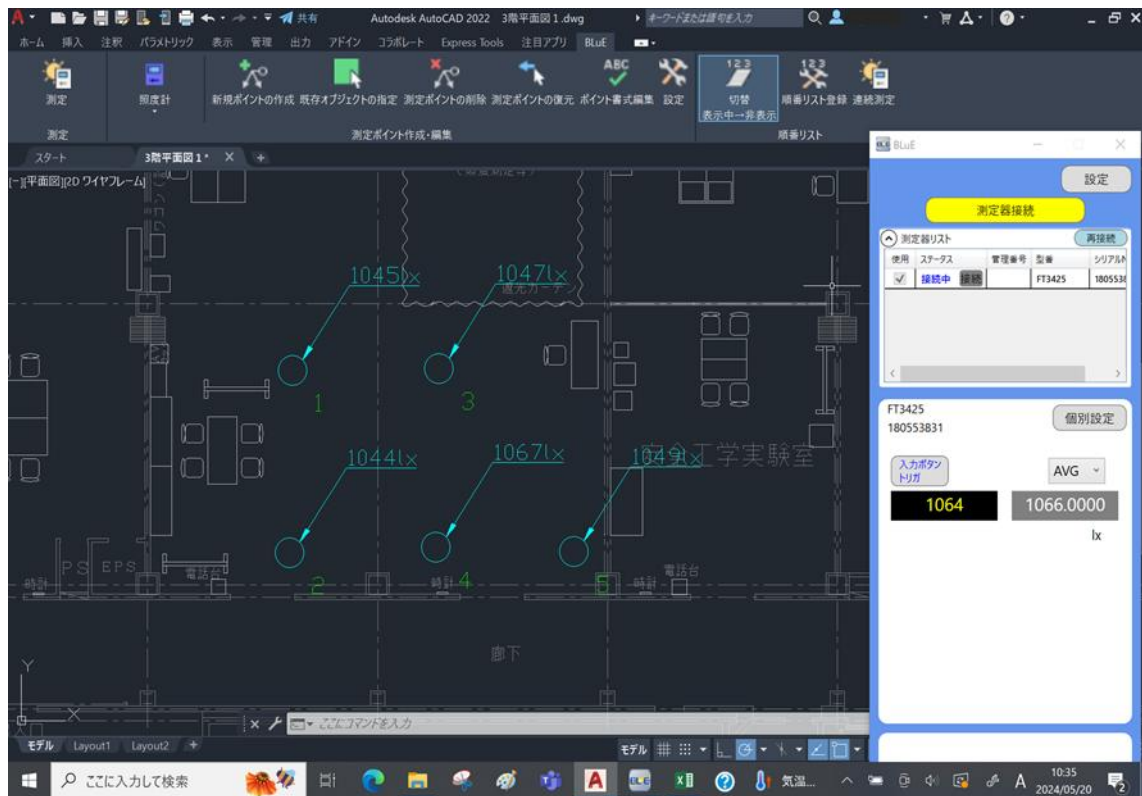 共有 Autodesk AutoCAD 2022 3階平面図 1.dwg キーワードまたは語句を入力
ホーム 挿入 注釈 パラメトリック 表示 管理 出力 アドイン コラボレート Express Tools 注目アプリ BLuE
測定 照度計 新規ポイントの作成 既存オブジェクトの指定 測定ポイントの削除 測定ポイントの復元 ABC ポイント書式編集 設定 123 切替 123 順番リスト登録 連続測定
表示中→非表示
測定 測定ポイント作成・編集 順番リスト
スタート 3階平面図 1* +
[−][平面図][2D ワイヤフレーム]
1045lx 1047lx
1 3
1044lx 1067lx 1049lx
安全工学実験室
PS EPS
時計 電話台 時計 時計 電話台
2 4 5
廊下
Y
X
ここにコマンドを入力
モデル Layout1 Layout2 + モデル
BLuE
設定
測定器接続
測定器リスト 再接続
使用 ステータス 管理番号 型番 シリアルN
接続中 接続 FT3425 1805538
FT3425
180553831
個別設定
入力ボタン
トリガ
AVG
1064 1066.0000
lx
ここに入力して検索 気温... A 10:35
2024/05/20 2